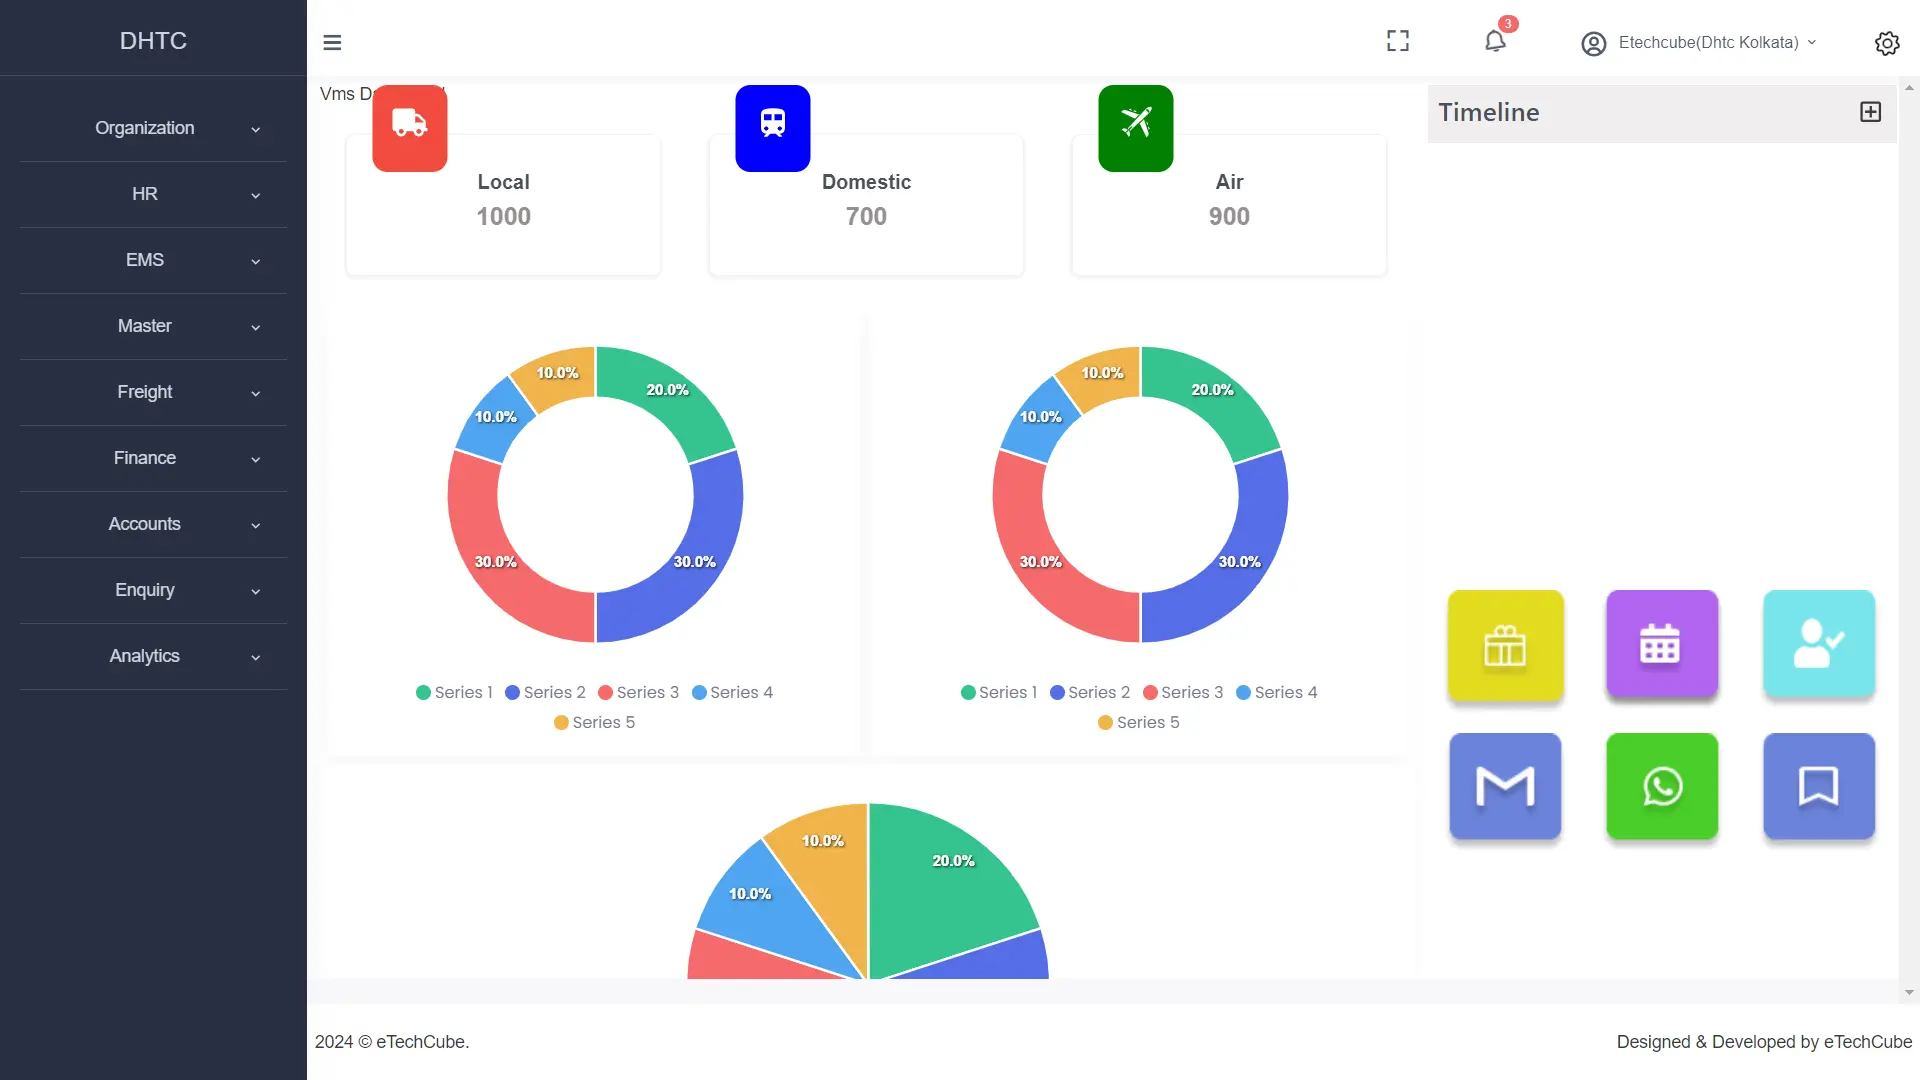 DHTC
3
Etechcube(Dhtc Kolkata)
Organization
HR
EMS
Master
Freight
Finance
Accounts
Enquiry
Analytics
Vms
Local
1000
Domestic
700
Air
900
Timeline
10.0%
20.0%
10.0%
30.0%
30.0%
Series 1 Series 2 Series 3 Series 4
Series 5
10.0%
20.0%
10.0%
30.0%
30.0%
Series 1 Series 2 Series 3 Series 4
Series 5
10.0%
20.0%
10.0%
2024 © eTechCube.
Designed & Developed by eTechCube